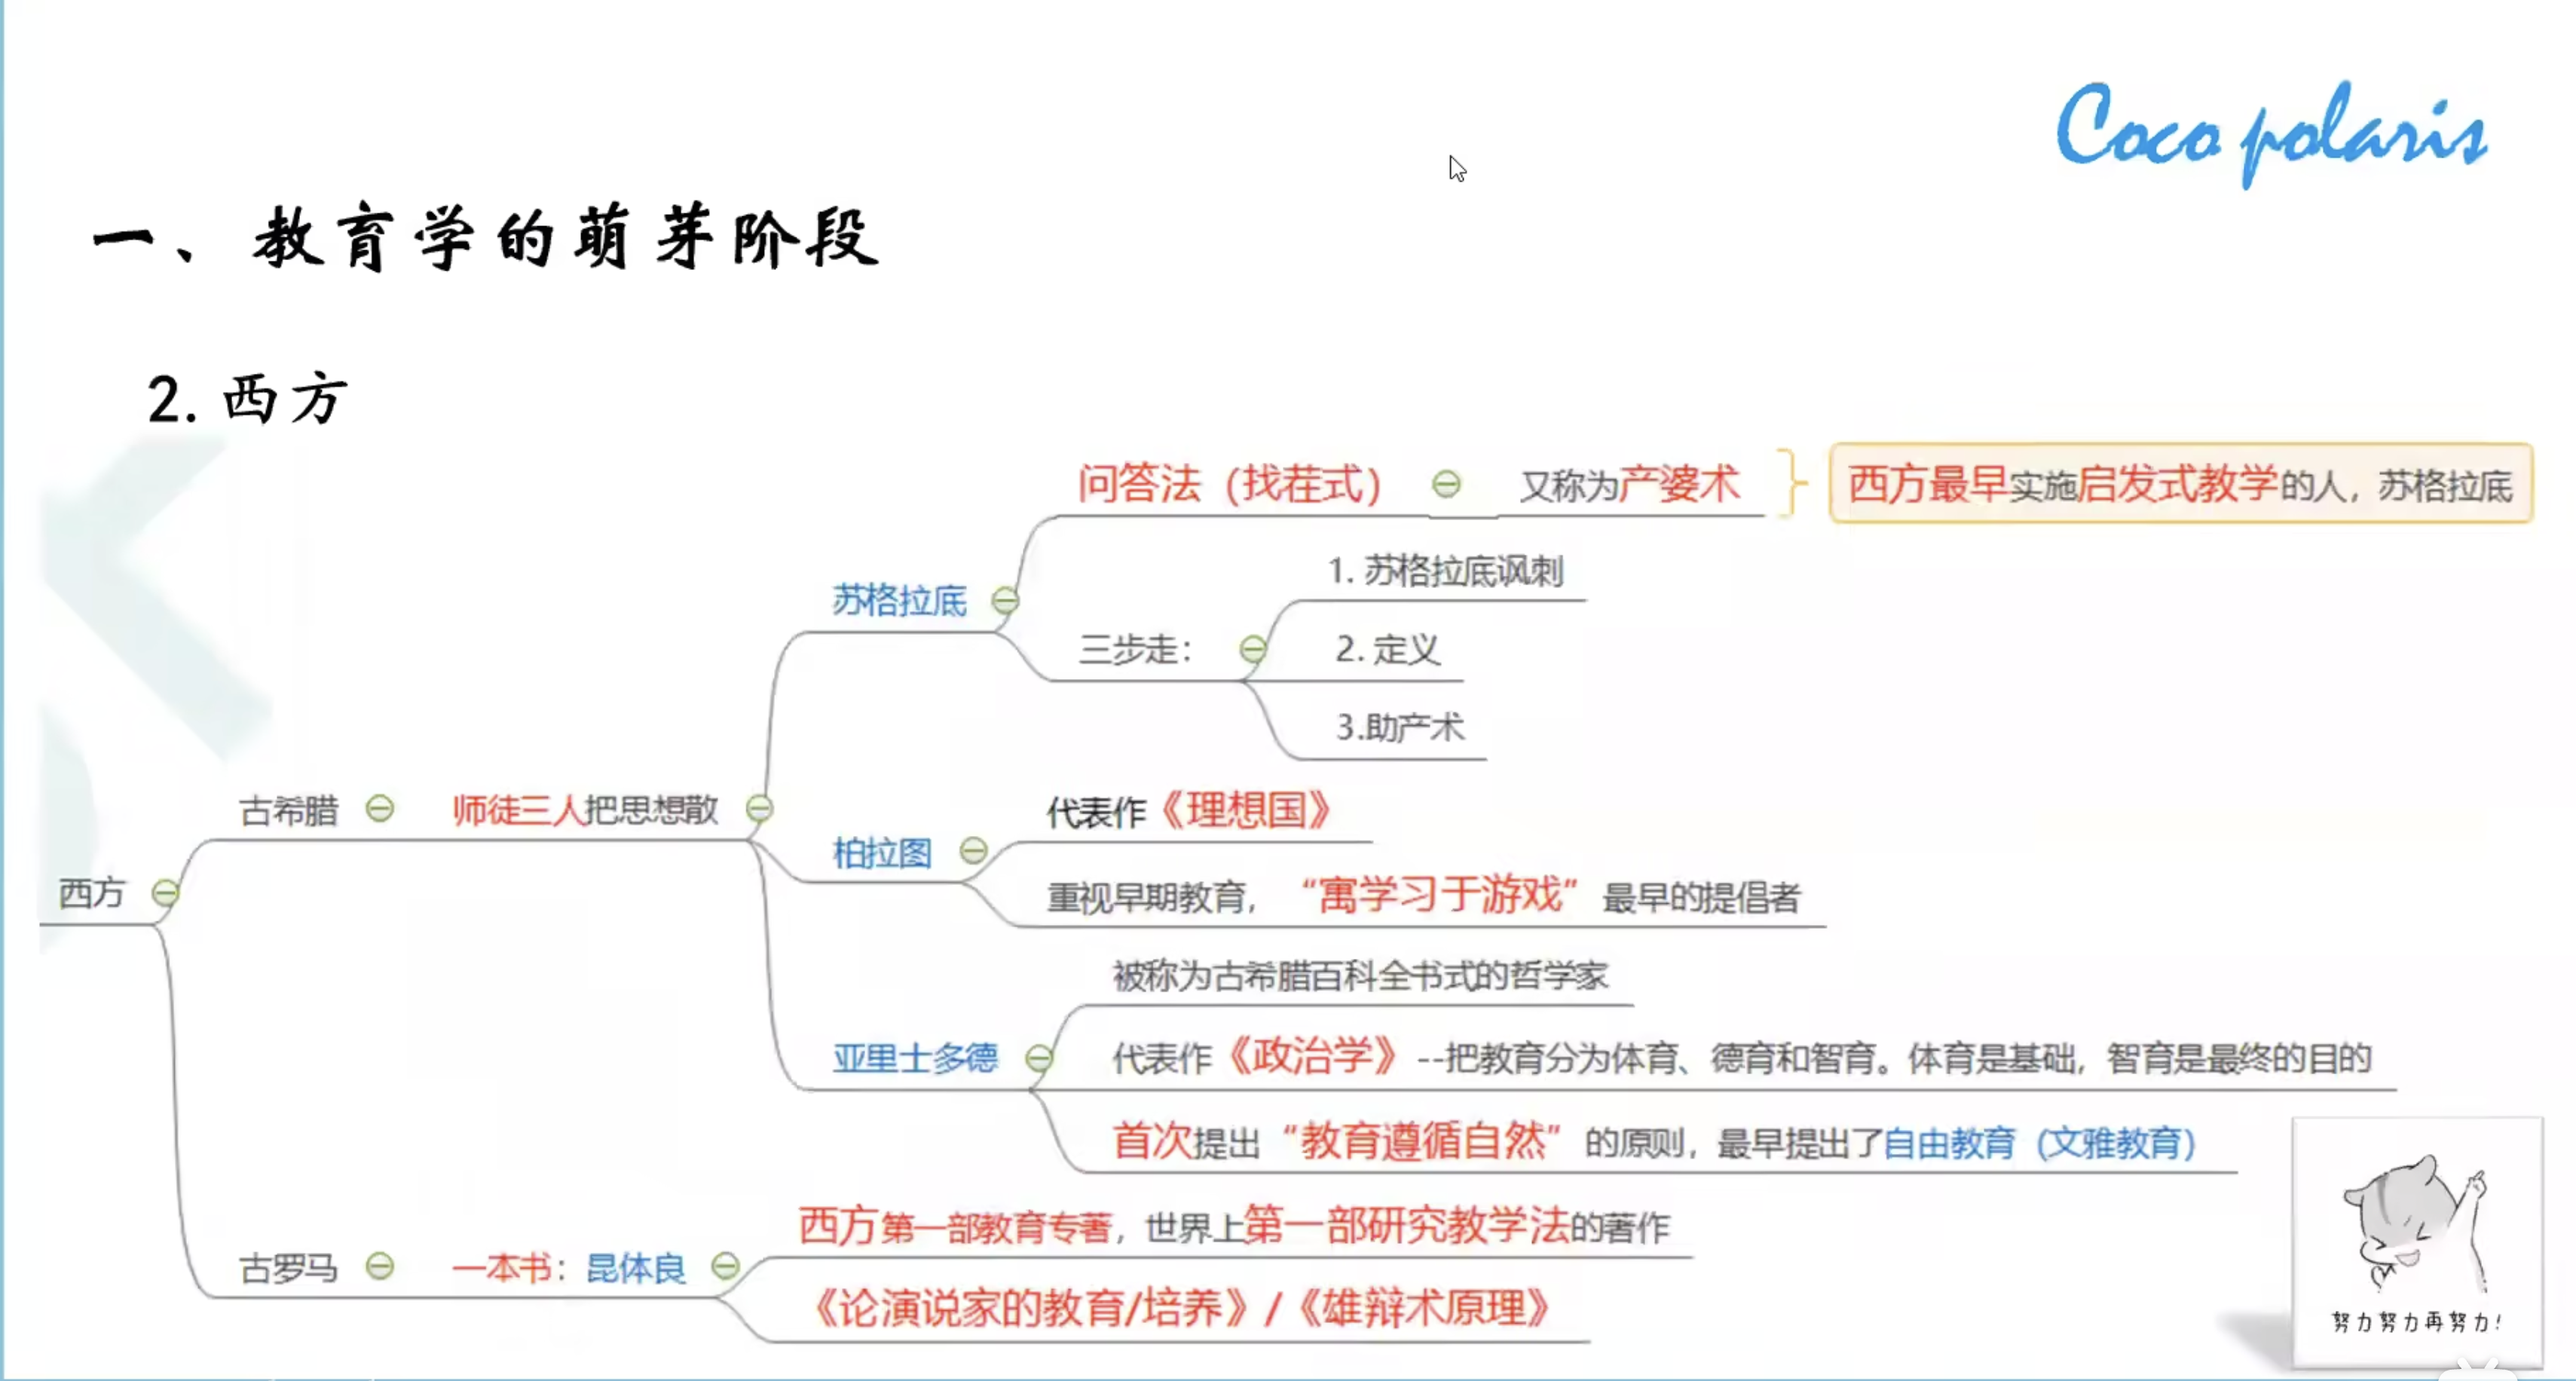 Coco polaris
一、教育学的萌芽阶段
2.西方
问答法（找茬式） 又称为产婆术 西方最早实施启发式教学的人，苏格拉底
1. 苏格拉底讽刺
苏格拉底
三步走： 2. 定义
3.助产术
古希腊 师徒三人把思想散
代表作《理想国》
柏拉图
西方
重视早期教育，“寓学习于游戏”最早的提倡者
被称为古希腊百科全书式的哲学家
亚里士多德 代表作《政治学》--把教育分为体育、德育和智育。体育是基础，智育是最终的目的
首次提出“教育遵循自然”的原则，最早提出了自由教育（文雅教育）
西方第一部教育专著，世界上第一部研究教学法的著作
古罗马 一本书：昆体良
《论演说家的教育/培养》/《雄辩术原理》
努力努力再努力!